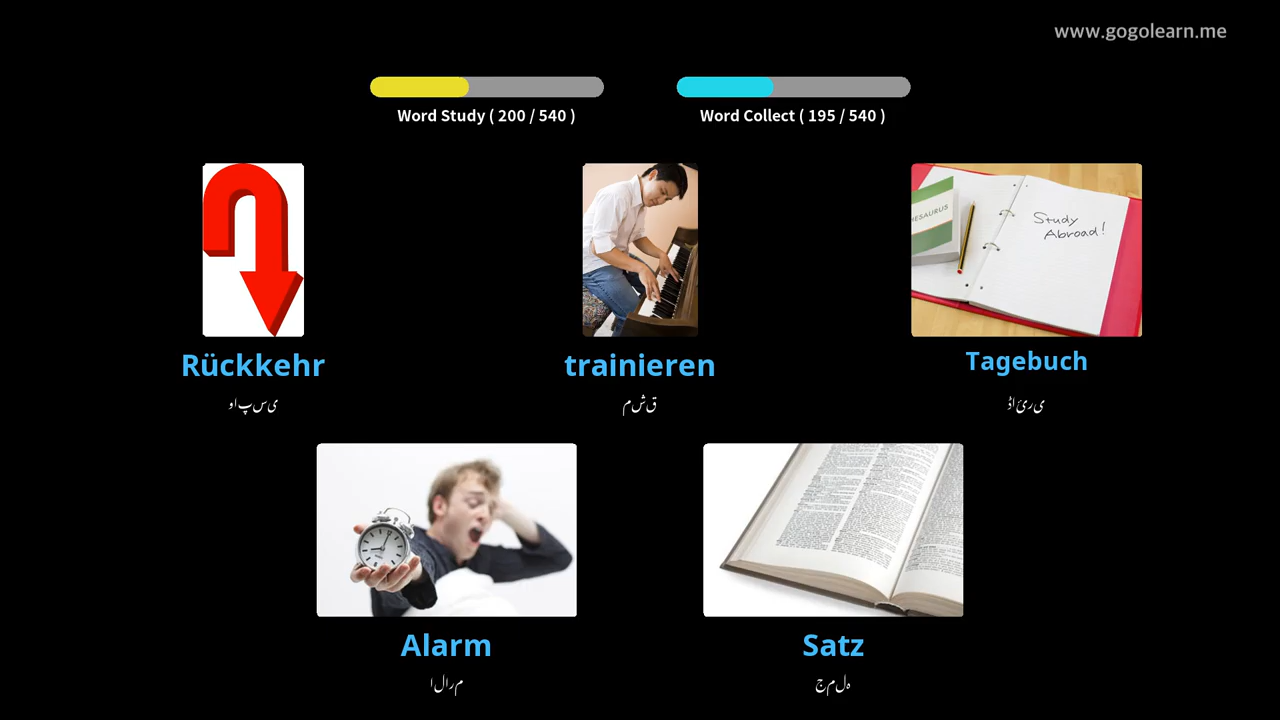 www.gogolearn.me
Word Study ( 200 / 540 )
Word Collect ( 195 / 540 )
ESAURUS
Study
Abroad!
Rückkehr
trainieren
Tagebuch
واپسی
مشق
ڈائری
Alarm
Satz
الارم
جملہ